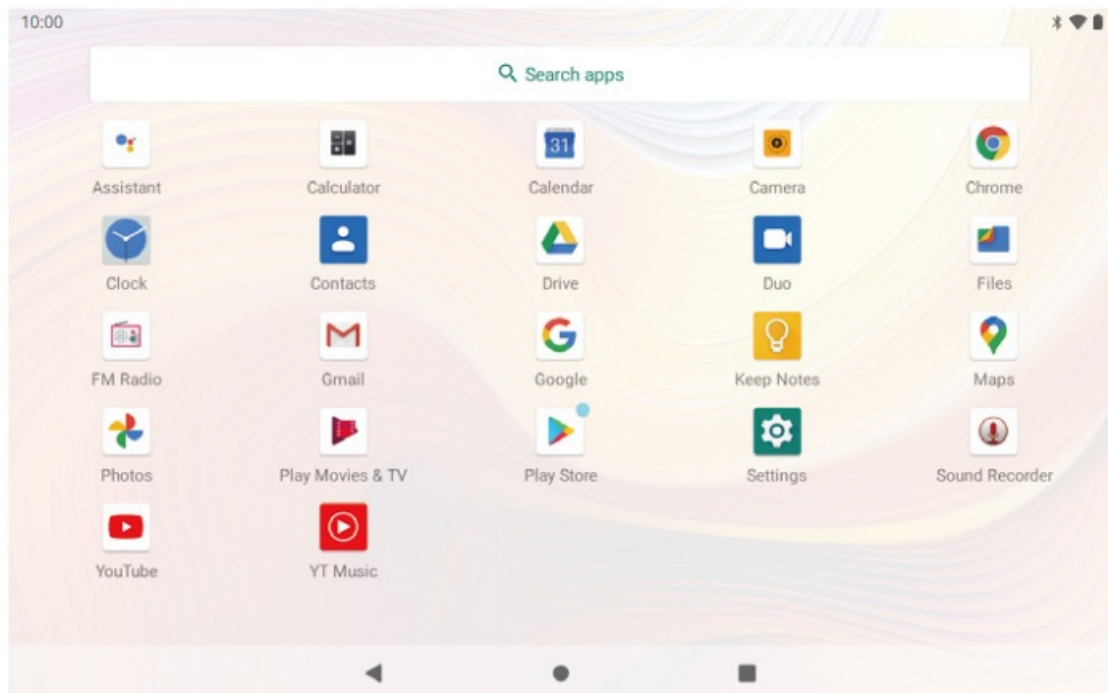 10:00
Search apps
Assistant Calculator Calendar Camera Chrome
31
Clock Contacts Drive Duo Files
FM Radio Gmail Google Keep Notes Maps
Photos Play Movies & TV Play Store Settings Sound Recorder
YouTube YT Music